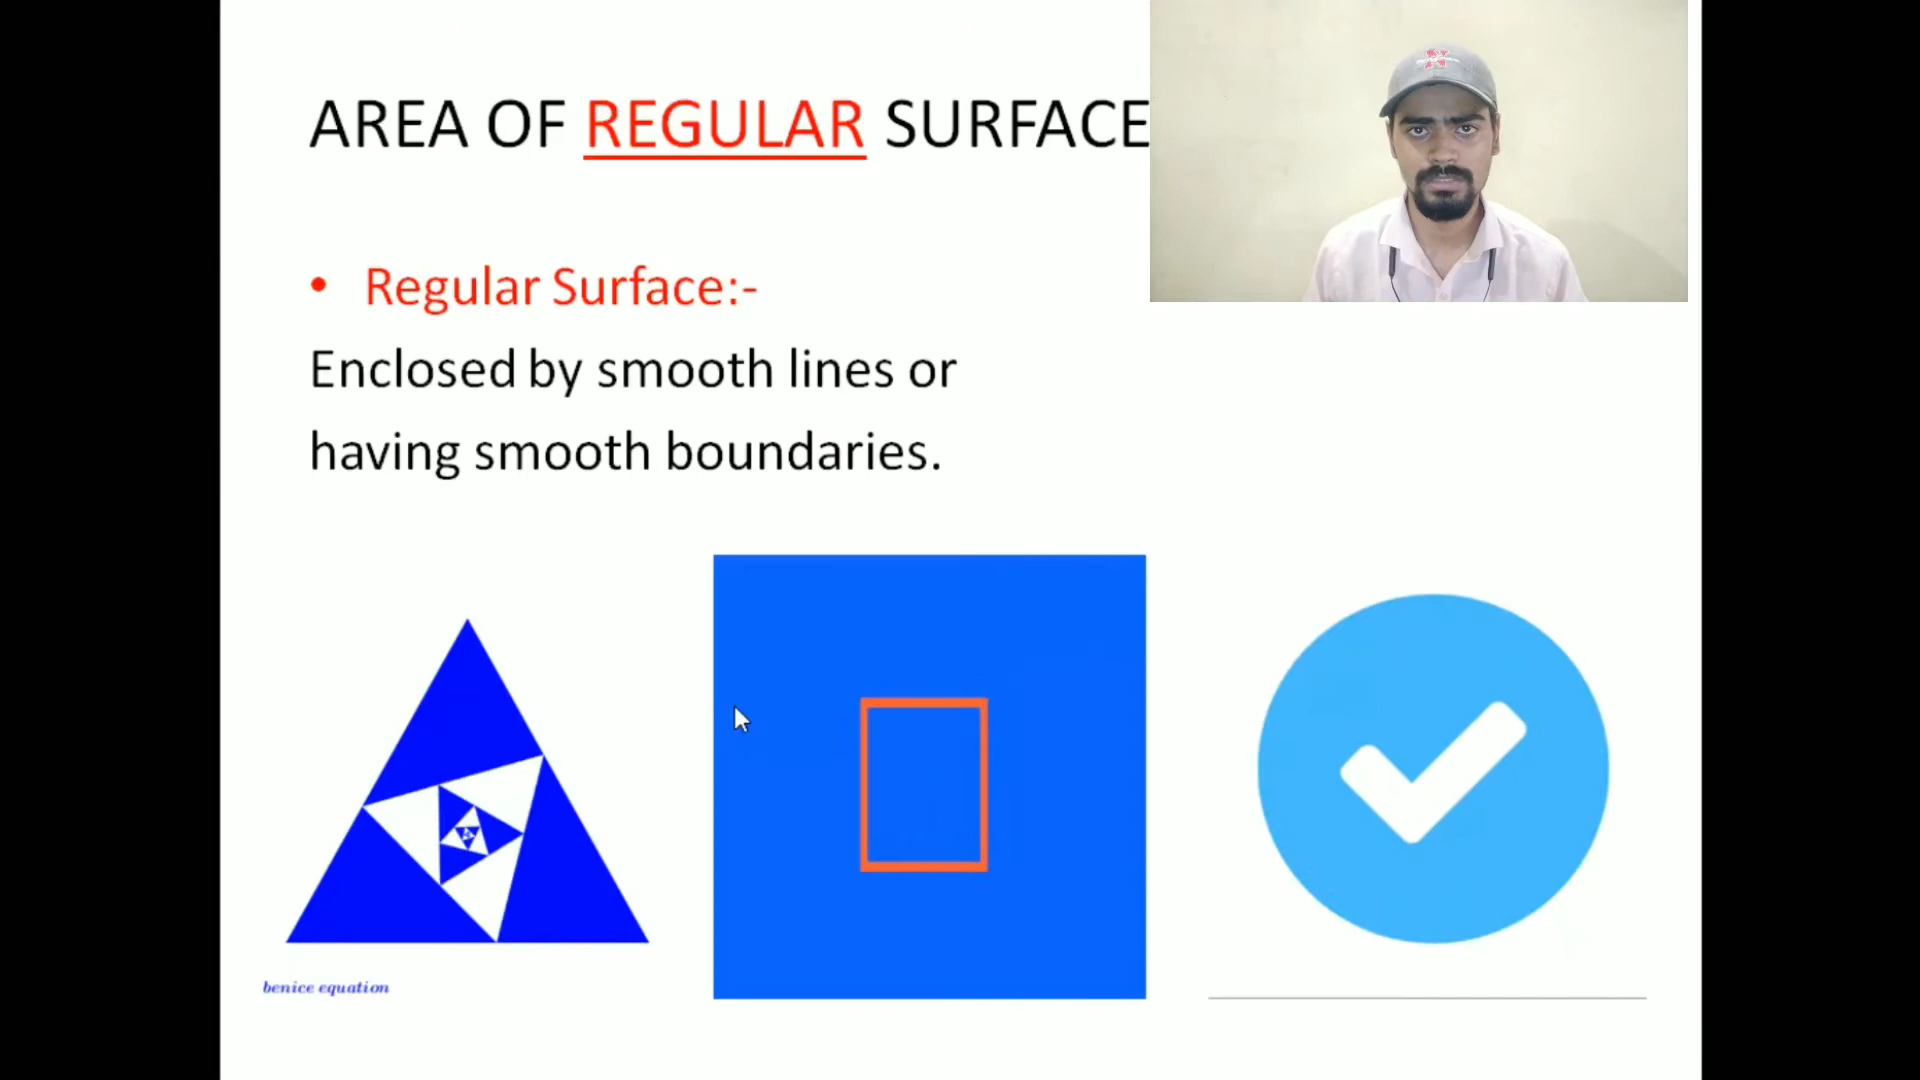 AREA OF REGULAR SURFACE
• Regular Surface:-
Enclosed by smooth lines or
having smooth boundaries.
benice equation